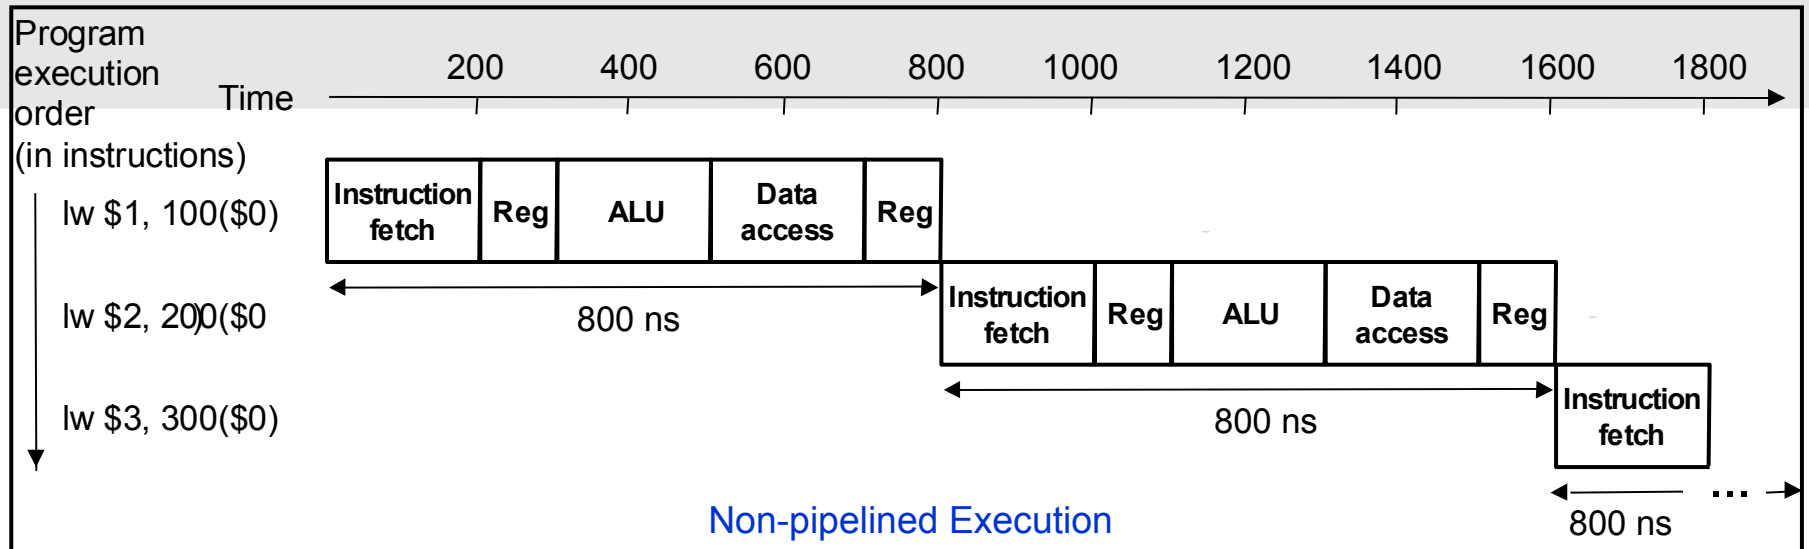 Program
execution
order
(in instructions)
Time
200 400 600 800 1000 1200 1400 1600 1800
lw $1, 100($0)
Instruction
fetch
Reg
ALU
Data
access
Reg
800 ns
lw $2, 200($0)
Instruction
fetch
Reg
ALU
Data
access
Reg
800 ns
lw $3, 300($0)
Instruction
fetch
...
800 ns
Non-pipelined Execution